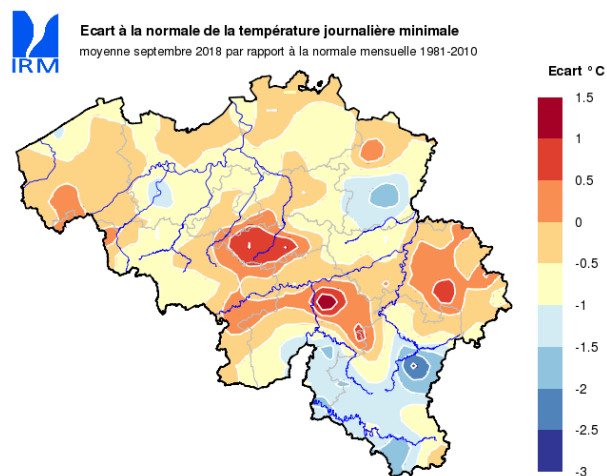 Ecart à la normale de la température journalière minimale
moyenne septembre 2018 par rapport à la normale mensuelle 1981-2010
IRM
Ecart °C
1.5
1
0.5
0
-0.5
-1
-1.5
-2
-2.5
-3